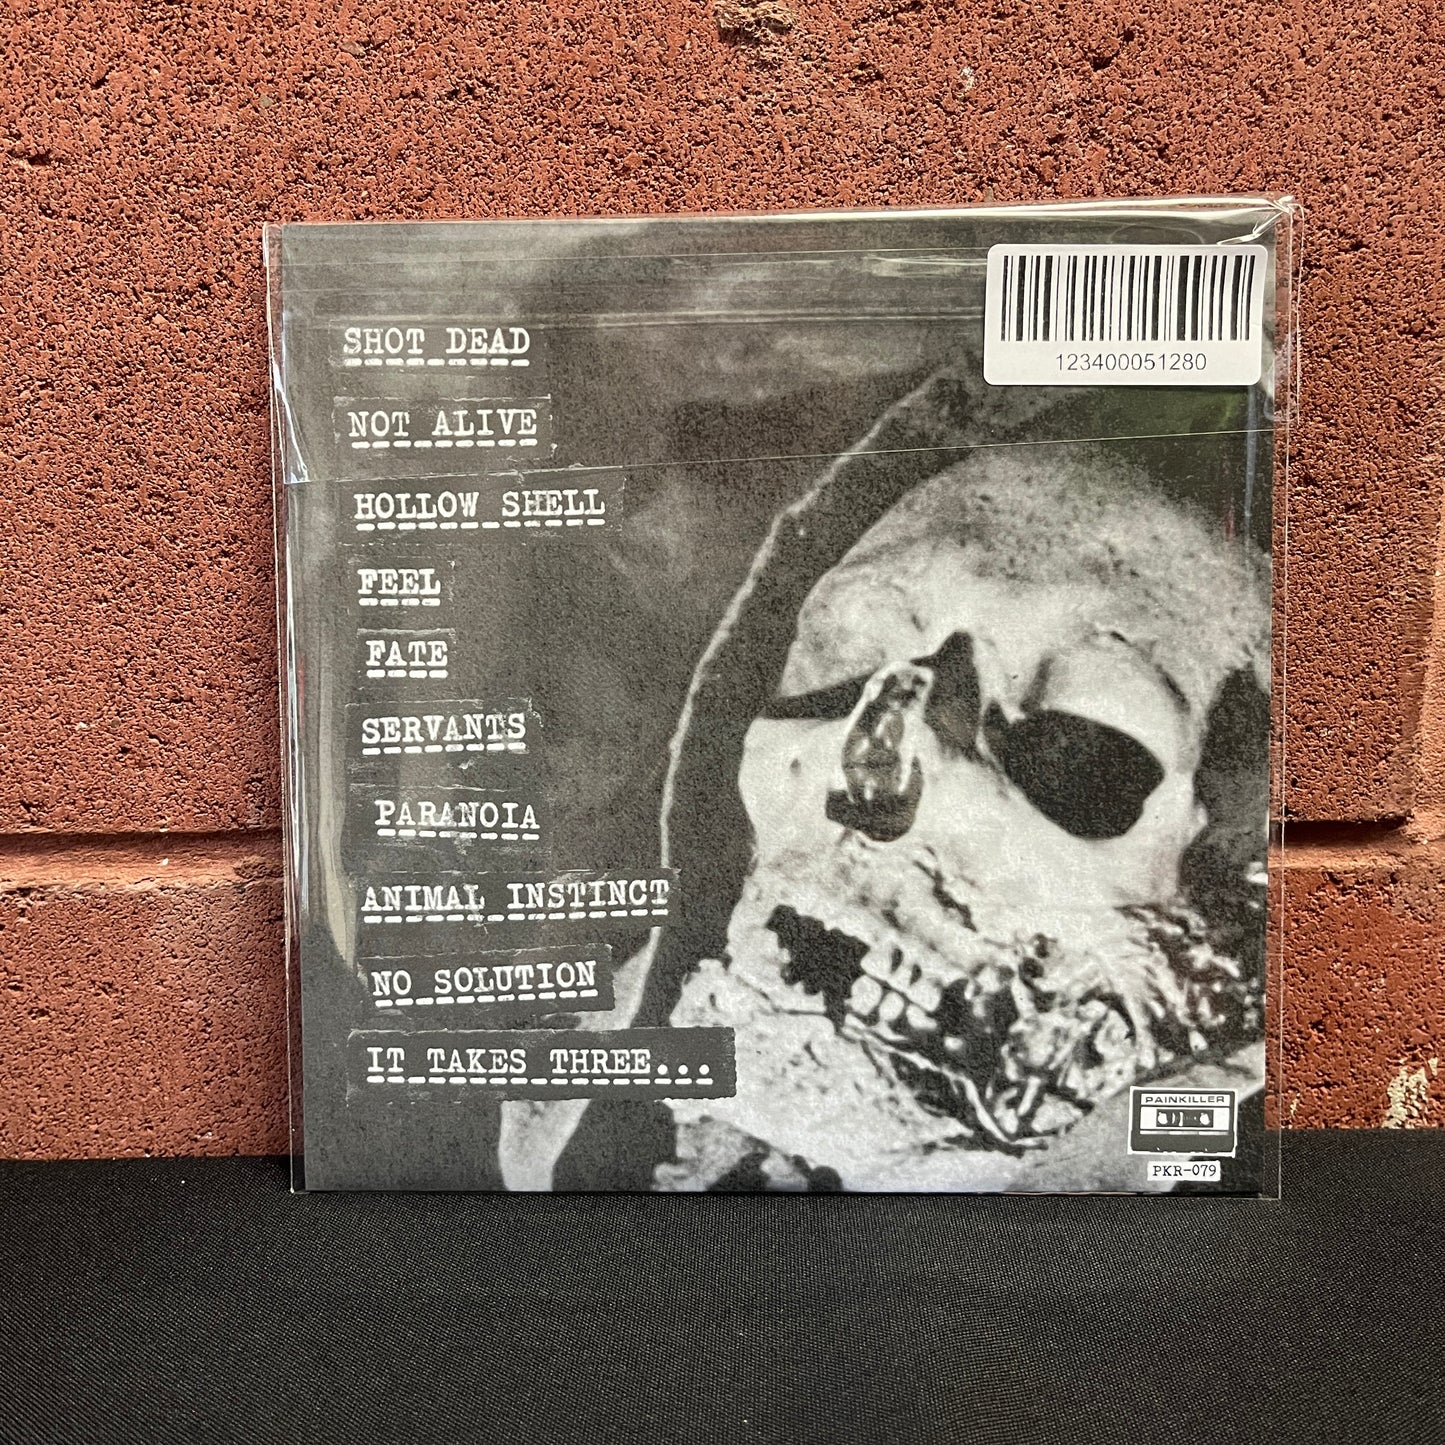 SHOT DEAD
NOT ALIVE
HOLLOW SHELL
FEEL
FATE
SERVANTS
PARANOIA
ANIMAL INSTINCT
NO SOLUTION
IT TAKES THREE...
123400051280
PAINKILLER
PKR-079